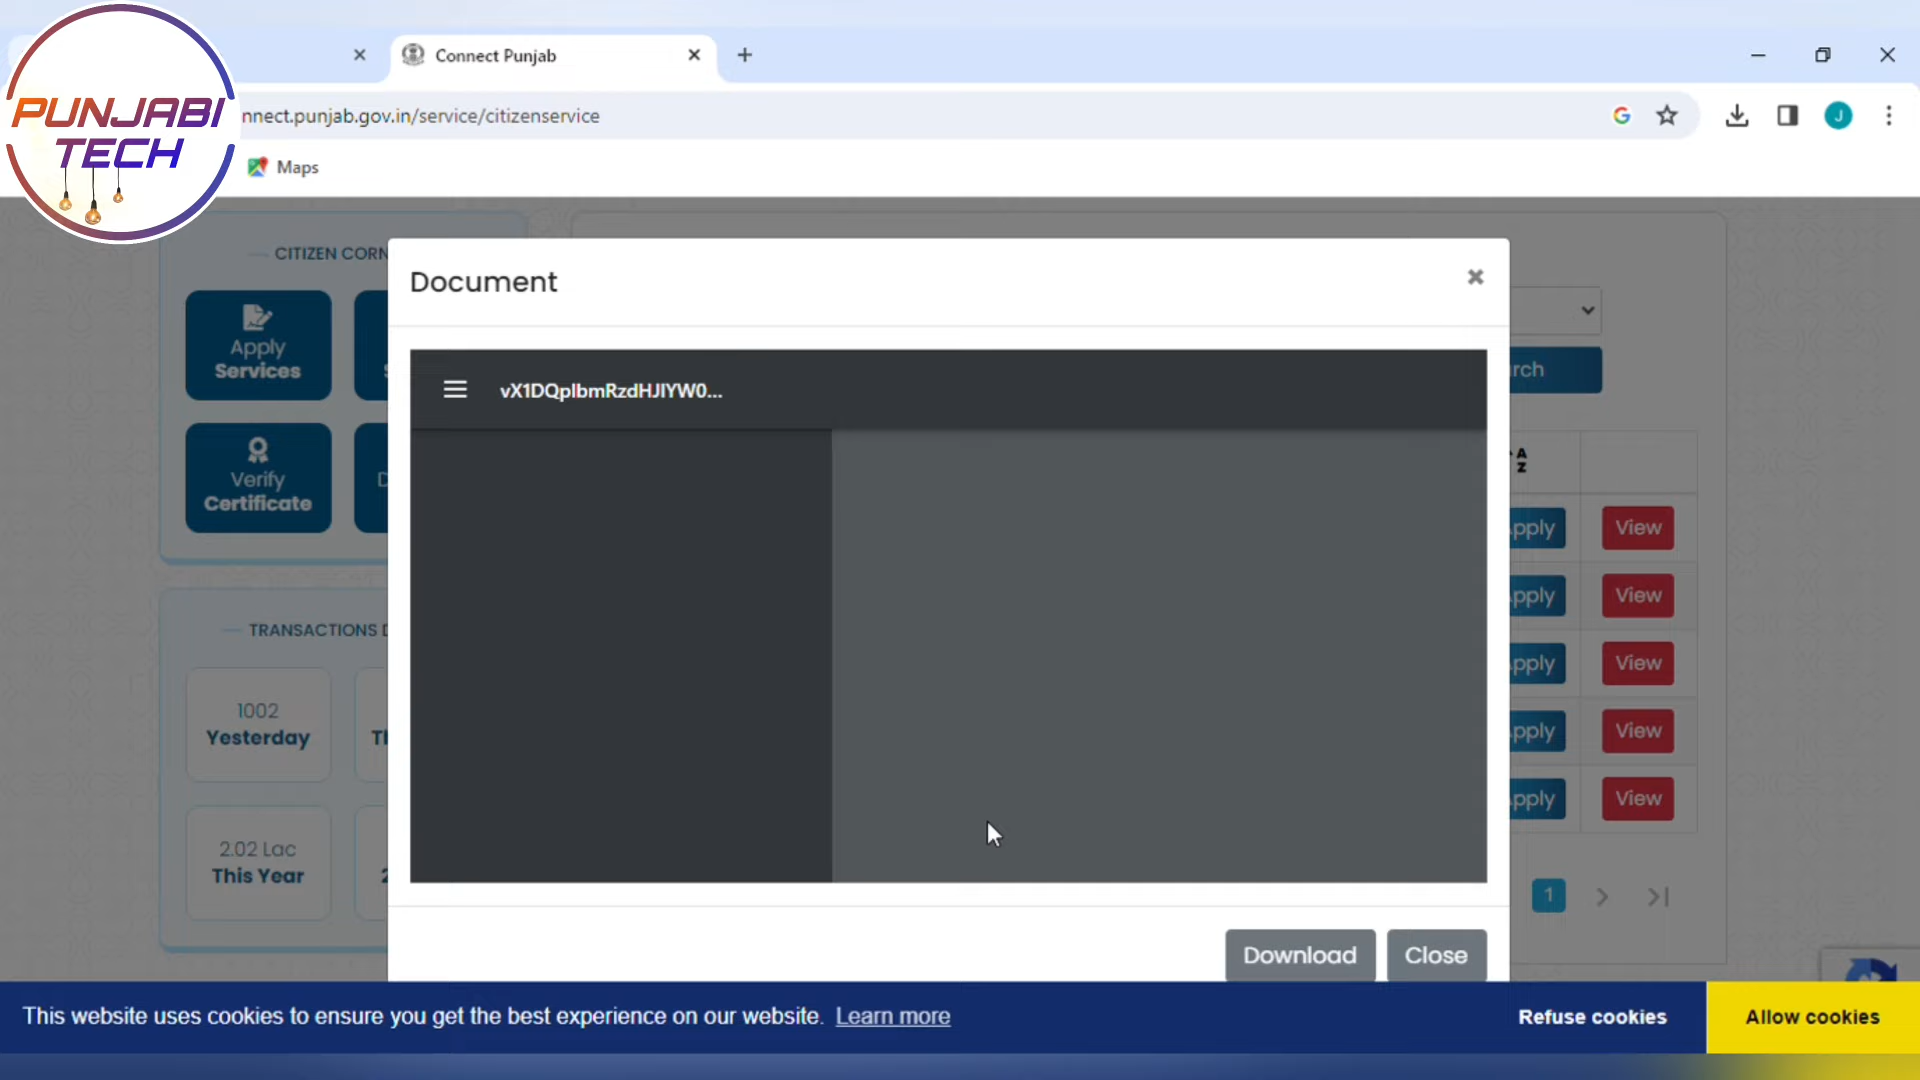 PUNJABI
TECH
Connect Punjab
nnect.punjab.gov.in/service/citizenservice
J
Maps
CITIZEN CORN
Apply
Services
Verify
Certificate
TRANSACTIONS
1002
Yesterday
2.02 Lac
This Year
Document
vX1DQplbmRzdHJlYW0...
rch
A
Z
pply View
pply View
pply View
pply View
pply View
1
Download Close
This website uses cookies to ensure you get the best experience on our website. Learn more
Refuse cookies
Allow cookies